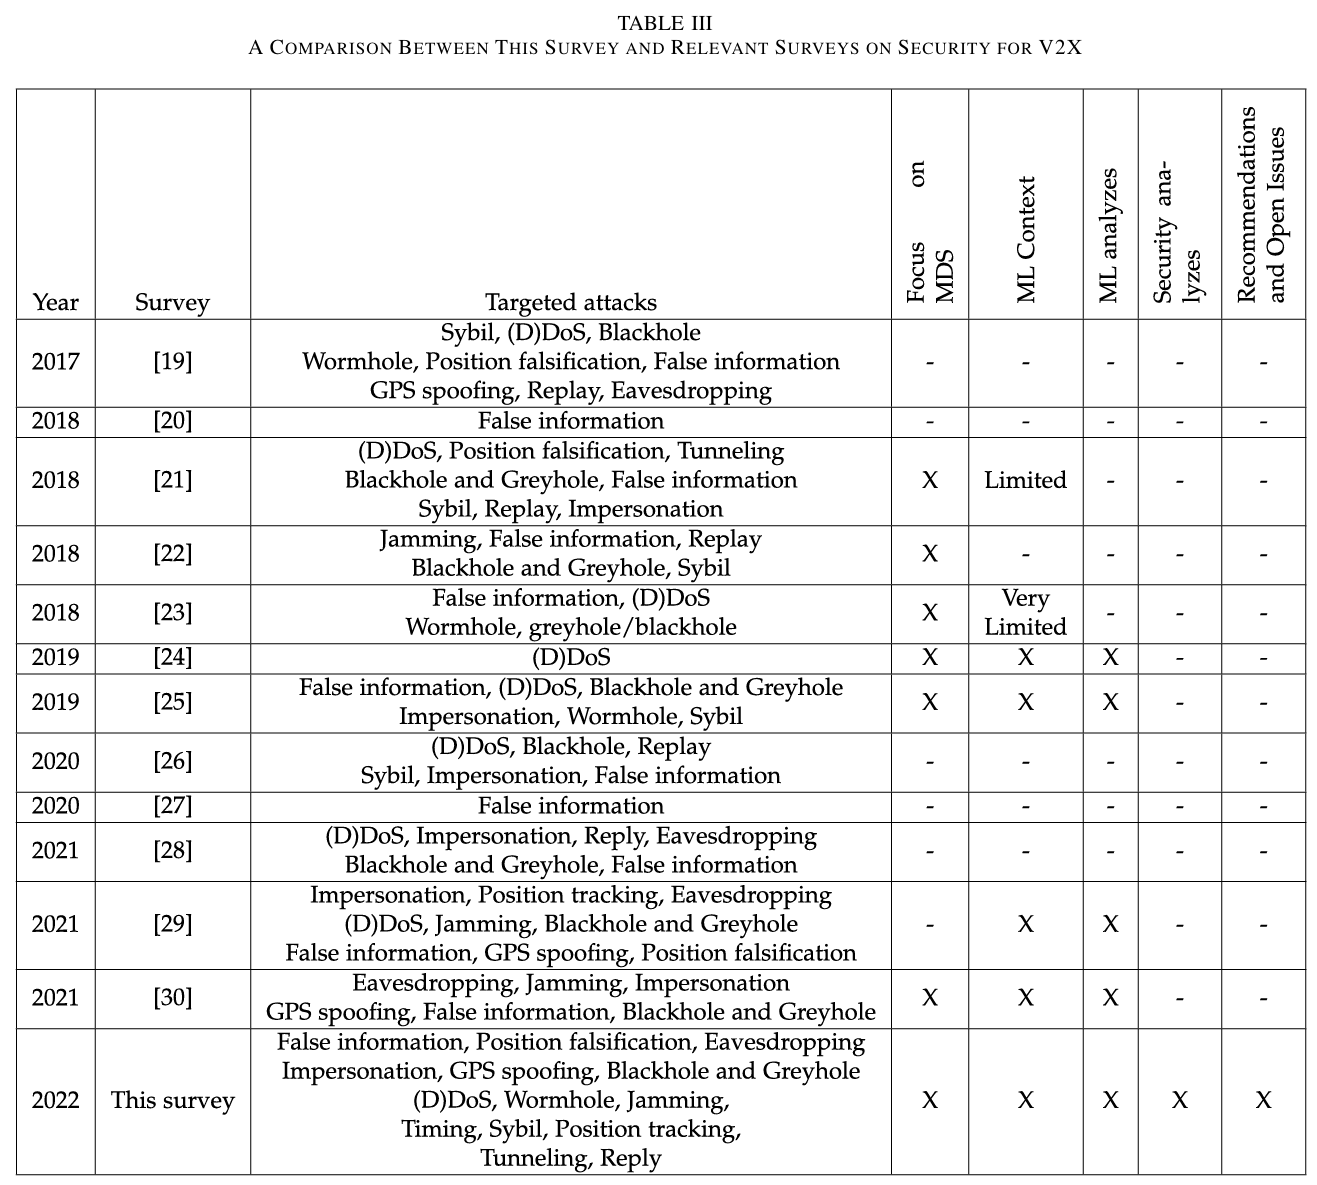 TABLE III
A COMPARISON BETWEEN THIS SURVEY AND RELEVANT SURVEYS ON SECURITY FOR V2X
Year Survey Targeted attacks Focus on MDS ML Context ML analyzes Security ana-lyzes Recommendations and Open Issues
Sybil, (D)DoS, Blackhole
2017 [19] Wormhole, Position falsification, False information - - - - -
GPS spoofing, Replay, Eavesdropping
2018 [20] False information - - - - -
(D)DoS, Position falsification, Tunneling
2018 [21] Blackhole and Greyhole, False information X Limited - - -
Sybil, Replay, Impersonation
Jamming, False information, Replay
2018 [22] X - - - -
Blackhole and Greyhole, Sybil
False information, (D)DoS Very
2018 [23] X - - -
Wormhole, greyhole/blackhole Limited
2019 [24] (D)DoS X X X - -
False information, (D)DoS, Blackhole and Greyhole
2019 [25] X X X - -
Impersonation, Wormhole, Sybil
(D)DoS, Blackhole, Replay
2020 [26] - - - - -
Sybil, Impersonation, False information
2020 [27] False information - - - - -
(D)DoS, Impersonation, Reply, Eavesdropping
2021 [28] - - - - -
Blackhole and Greyhole, False information
Impersonation, Position tracking, Eavesdropping
2021 [29] (D)DoS, Jamming, Blackhole and Greyhole - X X - -
False information, GPS spoofing, Position falsification
Eavesdropping, Jamming, Impersonation
2021 [30] X X X - -
GPS spoofing, False information, Blackhole and Greyhole
False information, Position falsification, Eavesdropping
Impersonation, GPS spoofing, Blackhole and Greyhole
2022 This survey (D)DoS, Wormhole, Jamming, X X X X X
Timing, Sybil, Position tracking,
Tunneling, Reply